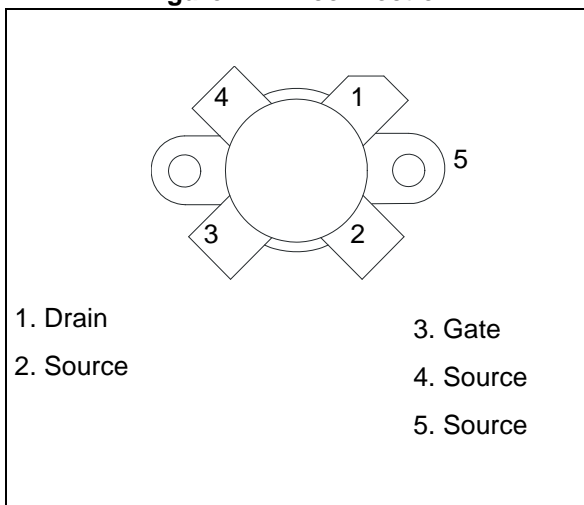 4
1
5
3
2
1. Drain
2. Source
3. Gate
4. Source
5. Source